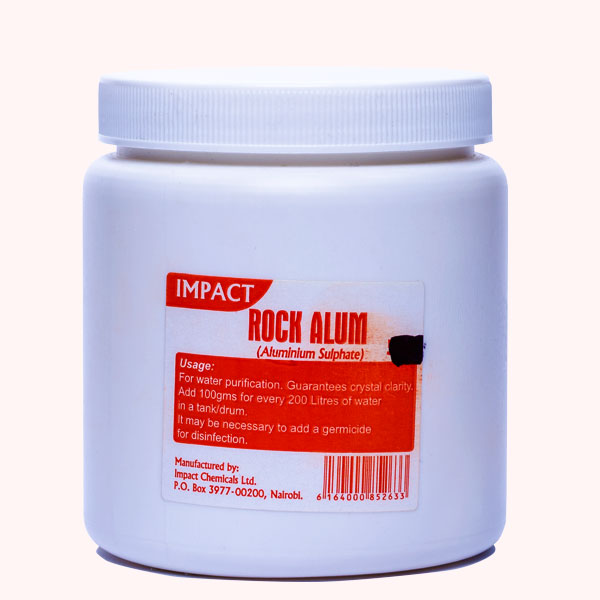 IMPACT
ROCK ALUM
(Aluminium Sulphate)
Usage:
For water purification. Guarantees crystal clarity.
Add 100gms for every 200 Litres of water
in a tank/drum.
It may be necessary to add a germicide
for disinfection.
Manufactured by:
Impact Chemicals Ltd.
P.O. Box 3977-00200, Nairobi.
6 164000 852633